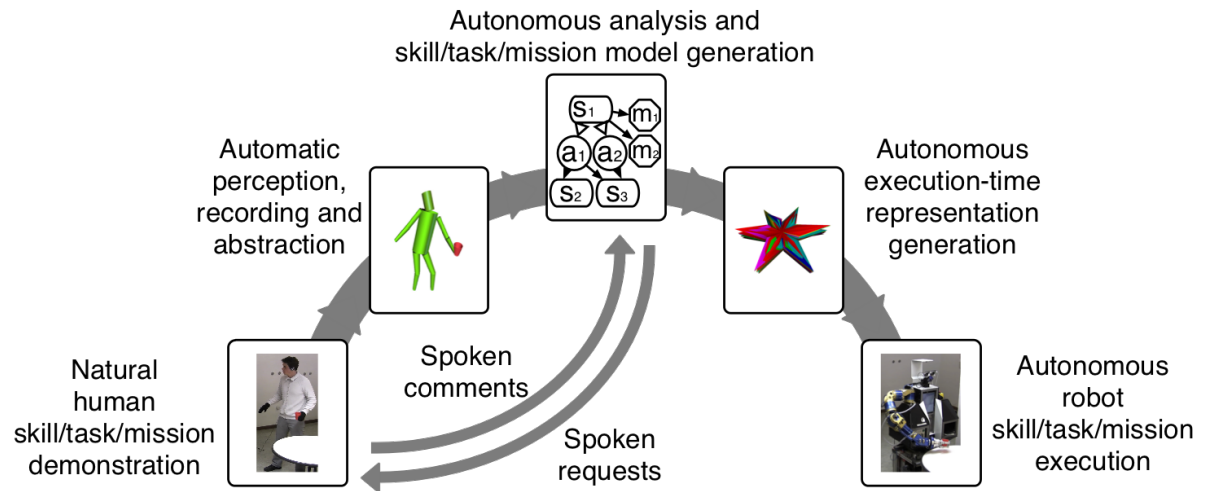 Autonomous analysis and
skill/task/mission model generation
S1
m1
a1
a2
m2
S2
S3
Automatic
perception,
recording and
abstraction
Autonomous
execution-time
representation
generation
Natural
human
skill/task/mission
demonstration
Spoken
comments
Spoken
requests
Autonomous
robot
skill/task/mission
execution